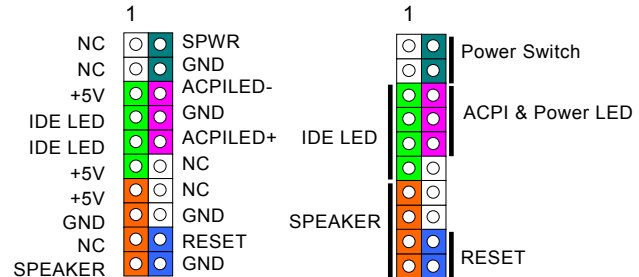 1
NC SPWR
NC GND
+5V ACPILED-
IDE LED GND
IDE LED ACPILED+
+5V NC
+5V NC
GND GND
NC RESET
SPEAKER GND
1
Power Switch
ACPI & Power LED
IDE LED
SPEAKER
RESET